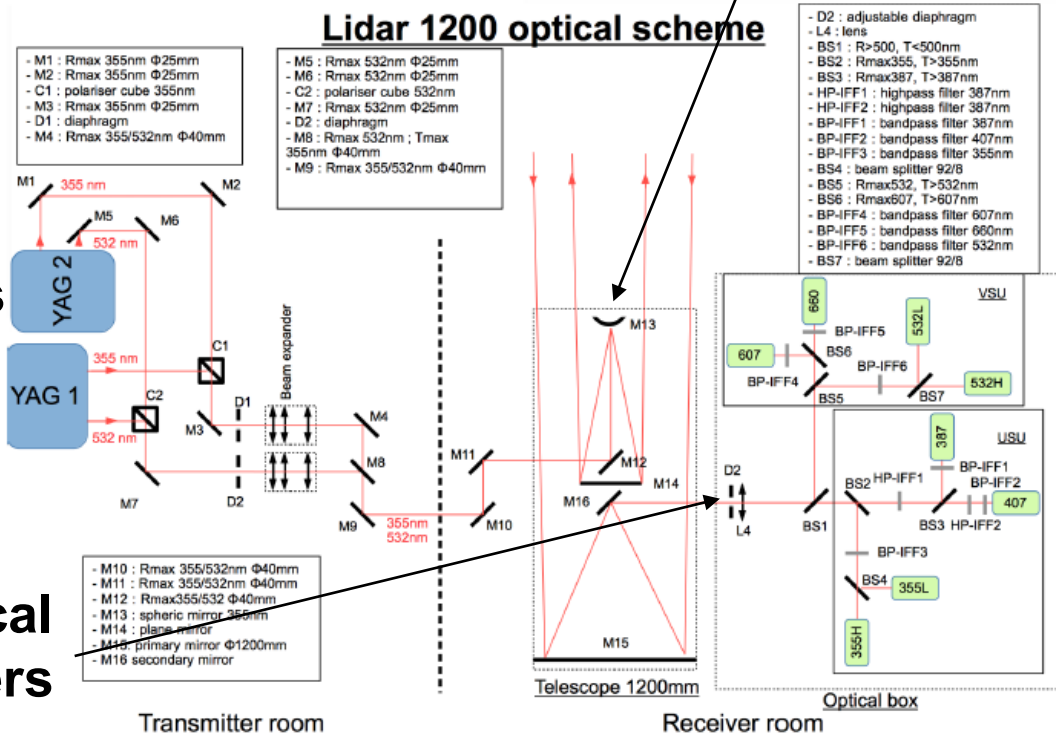 Lidar 1200 optical scheme
- M1 : Rmax 355nm Φ25mm
- M2 : Rmax 355nm Φ25mm
- C1 : polariser cube 355nm
- M3 : Rmax 355nm Φ25mm
- D1 : diaphragm
- M4 : Rmax 355/532nm Φ40mm
- M5 : Rmax 532nm Φ25mm
- M6 : Rmax 532nm Φ25mm
- C2 : polariser cube 532nm
- M7 : Rmax 532nm Φ25mm
- D2 : diaphragm
- M8 : Rmax 532nm ; Tmax
355nm Φ40mm
- M9 : Rmax 355/532nm Φ40mm
- D2 : adjustable diaphragm
- L4 : lens
- BS1 : R>500, T<500nm
- BS2 : Rmax355, T>355nm
- BS3 : Rmax387, T>387nm
- HP-IFF1 : highpass filter 387nm
- HP-IFF2 : highpass filter 387nm
- BP-IFF1 : bandpass filter 387nm
- BP-IFF2 : bandpass filter 407nm
- BP-IFF3 : bandpass filter 355nm
- BS4 : beam splitter 92/8
- BS5 : Rmax532, T>532nm
- BS6 : Rmax607, T>607nm
- BP-IFF4 : bandpass filter 607nm
- BP-IFF5 : bandpass filter 660nm
- BP-IFF6 : bandpass filter 532nm
- BS7 : beam splitter 92/8
M1
355 nm
M2
M5
M6
532 nm
YAG 2
s
YAG 1
355 nm
532 nm
C1
C2
M3
D1
Beam expander
M4
M8
M7
D2
M9
355nm
532nm
M11
M10
M13
M12
M14
M16
M15
Telescope 1200mm
D2
L4
BS1
VSU
660
BP-IFF5
532L
607
BS6
BP-IFF4
BP-IFF6
BS5
BS7
532H
USU
387
BS2
HP-IFF1
BP-IFF1
BP-IFF2
407
BS3
HP-IFF2
BP-IFF3
BS4
355L
355H
Optical box
- M10 : Rmax 355/532nm Φ40mm
- M11 : Rmax 355/532nm Φ40mm
- M12 : Rmax355/532 Φ40mm
- M13 : spheric mirror 355nm
- M14 : plane mirror
- M15: primary mirror Φ1200mm
- M16 secondary mirror
cal
ers
Transmitter room
Receiver room